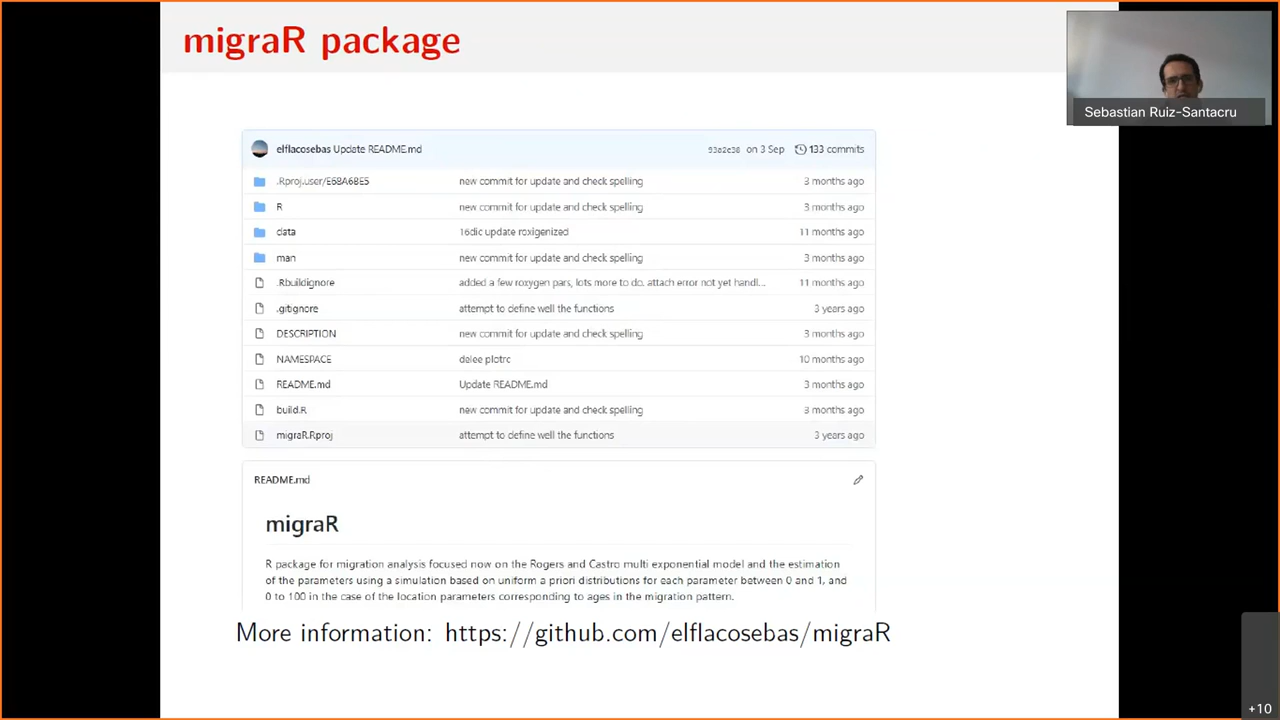 migraR package
Sebastian Ruiz-Santacru
elflacosebas Update README.md 93a2e38 on 3 Sep 133 commits
.Rproj.user/E68A68E5 new commit for update and check spelling 3 months ago
R new commit for update and check spelling 3 months ago
data 16dic update roxigenized 11 months ago
man new commit for update and check spelling 3 months ago
.Rbuildignore added a few roxygen pars, lots more to do. attach error not yet handl... 11 months ago
.gitignore attempt to define well the functions 3 years ago
DESCRIPTION new commit for update and check spelling 3 months ago
NAMESPACE delee plotrc 10 months ago
README.md Update README.md 3 months ago
build.R new commit for update and check spelling 3 months ago
migraR.Rproj attempt to define well the functions 3 years ago
README.md
migraR
R package for migration analysis focused now on the Rogers and Castro multi exponential model and the estimation
of the parameters using a simulation based on uniform a priori distributions for each parameter between 0 and 1, and
0 to 100 in the case of the location parameters corresponding to ages in the migration pattern.
More information: https://github.com/elflacosebas/migraR
+10